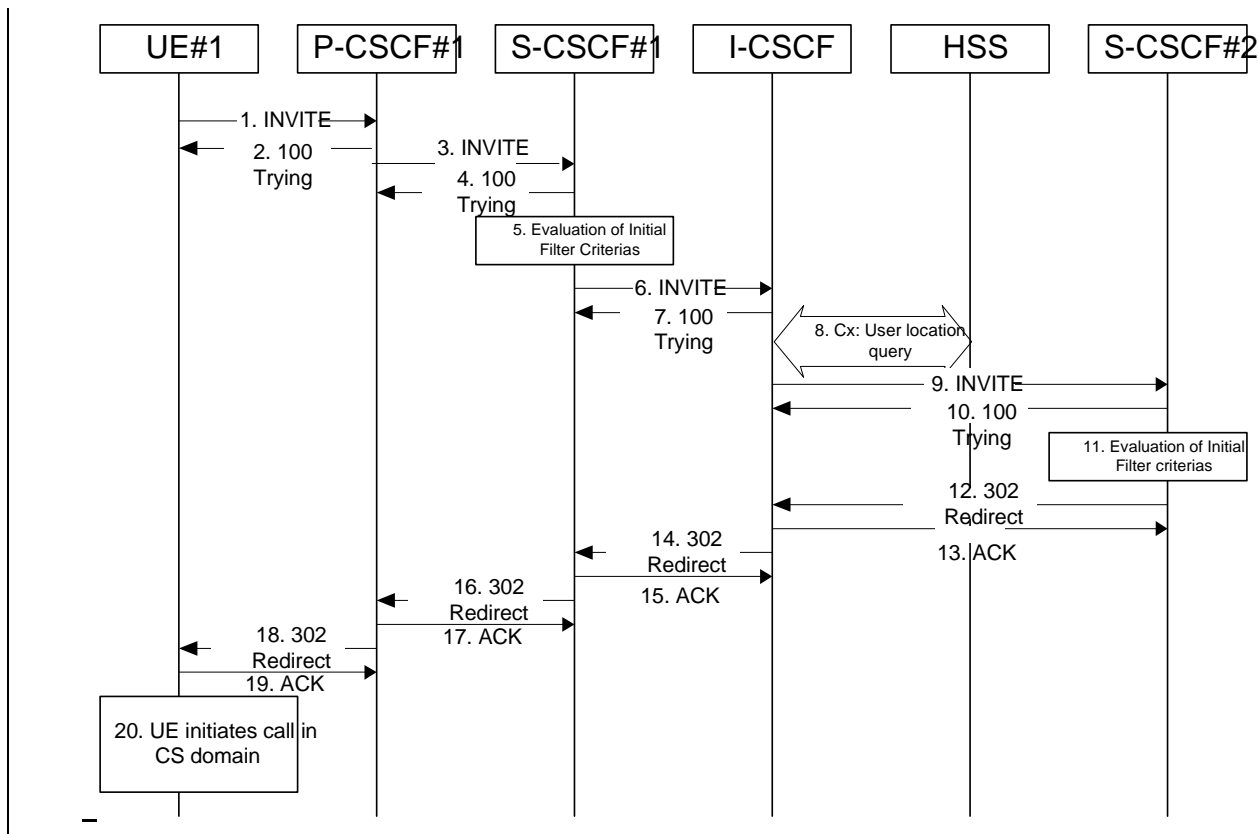 UE#1
P-CSCF#1
S-CSCF#1
I-CSCF
HSS
S-CSCF#2
1. INVITE
2. 100
Trying
3. INVITE
4. 100
Trying
5. Evaluation of Initial
Filter Criterias
6. INVITE
7. 100
Trying
8. Cx: User location
query
9. INVITE
10. 100
Trying
11. Evaluation of Initial
Filter criterias
12. 302
Redirect
13. ACK
14. 302
Redirect
15. ACK
16. 302
Redirect
17. ACK
18. 302
Redirect
19. ACK
20. UE initiates call in
CS domain